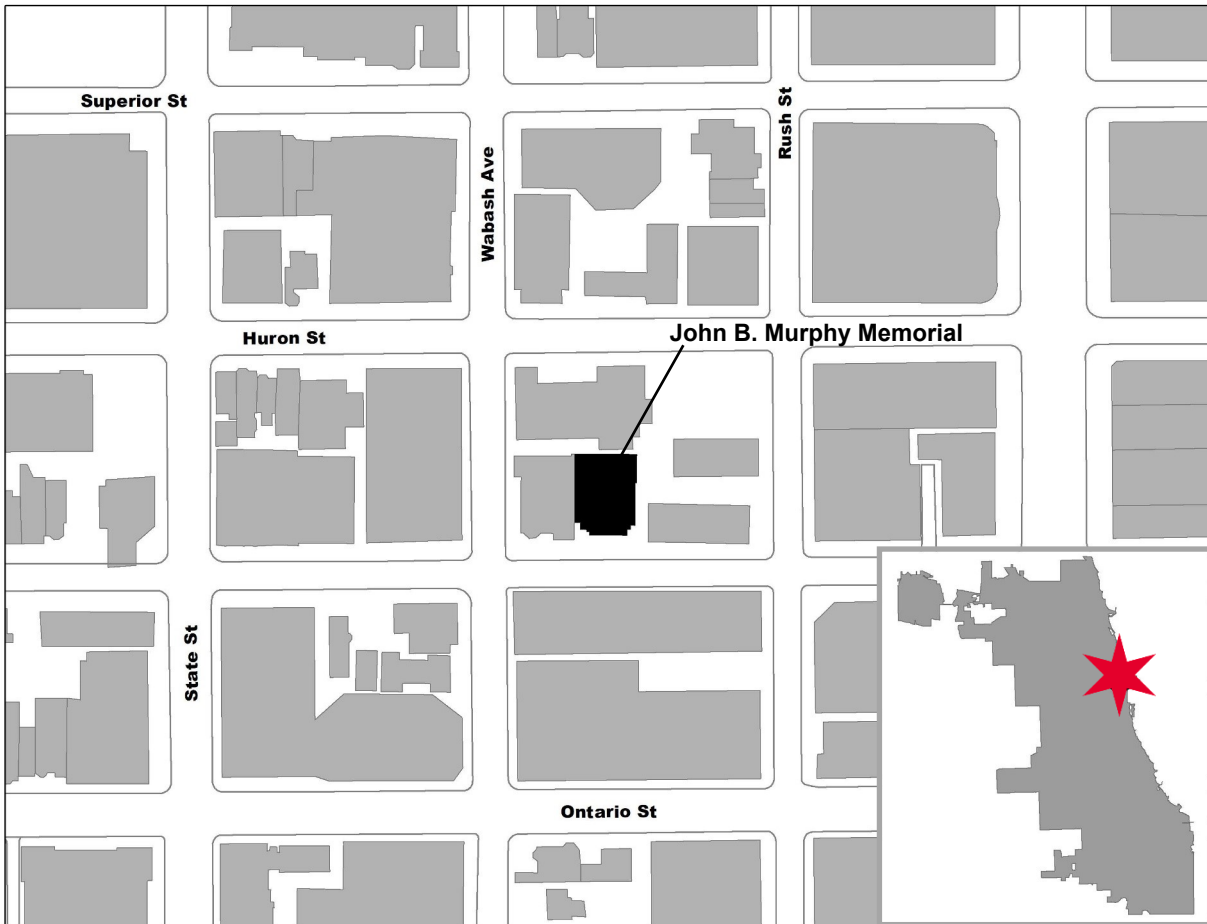 Superior St
Rush St
Wabash Ave
Huron St
John B. Murphy Memorial
State St
Ontario St